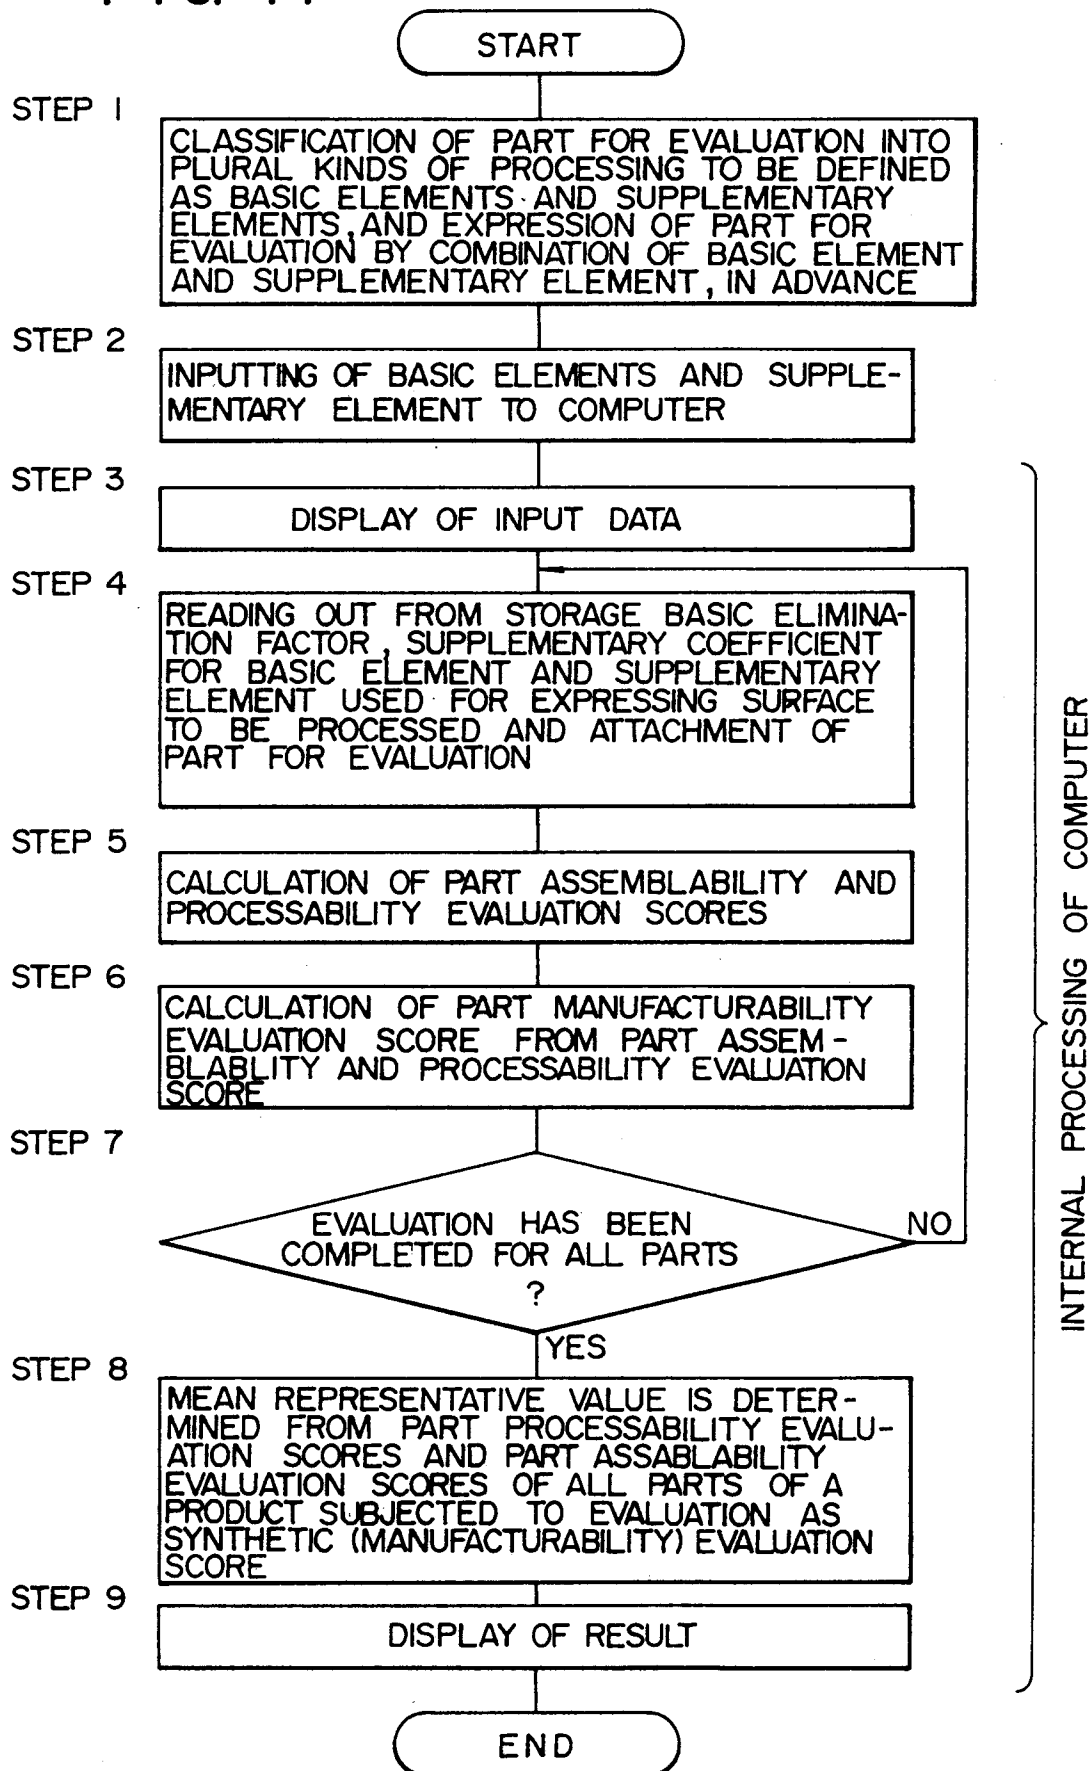 START
STEP 1
CLASSIFICATION OF PART FOR EVALUATION INTO
PLURAL KINDS OF PROCESSING TO BE DEFINED
AS BASIC ELEMENTS AND SUPPLEMENTARY
ELEMENTS, AND EXPRESSION OF PART FOR
EVALUATION BY COMBINATION OF BASIC ELEMENT
AND SUPPLEMENTARY ELEMENT, IN ADVANCE
STEP 2
INPUTTING OF BASIC ELEMENTS AND SUPPLE-
MENTARY ELEMENT TO COMPUTER
STEP 3
DISPLAY OF INPUT DATA
STEP 4
READING OUT FROM STORAGE BASIC ELIMINA-
TION FACTOR, SUPPLEMENTARY COEFFICIENT
FOR BASIC ELEMENT AND SUPPLEMENTARY
ELEMENT USED FOR EXPRESSING SURFACE
TO BE PROCESSED AND ATTACHMENT OF
PART FOR EVALUATION
STEP 5
CALCULATION OF PART ASSEMBLABILITY AND
PROCESSABILITY EVALUATION SCORES
STEP 6
CALCULATION OF PART MANUFACTURABILITY
EVALUATION SCORE FROM PART ASSEM-
BLABLITY AND PROCESSABILITY EVALUATION
SCORE
STEP 7
EVALUATION HAS BEEN
COMPLETED FOR ALL PARTS
?
NO
YES
STEP 8
MEAN REPRESENTATIVE VALUE IS DETER-
MINED FROM PART PROCESSABILITY EVALU-
ATION SCORES AND PART ASSABLABILITY
EVALUATION SCORES OF ALL PARTS OF A
PRODUCT SUBJECTED TO EVALUATION AS
SYNTHETIC (MANUFACTURABILITY) EVALUATION
SCORE
STEP 9
DISPLAY OF RESULT
END
INTERNAL PROCESSING OF COMPUTER